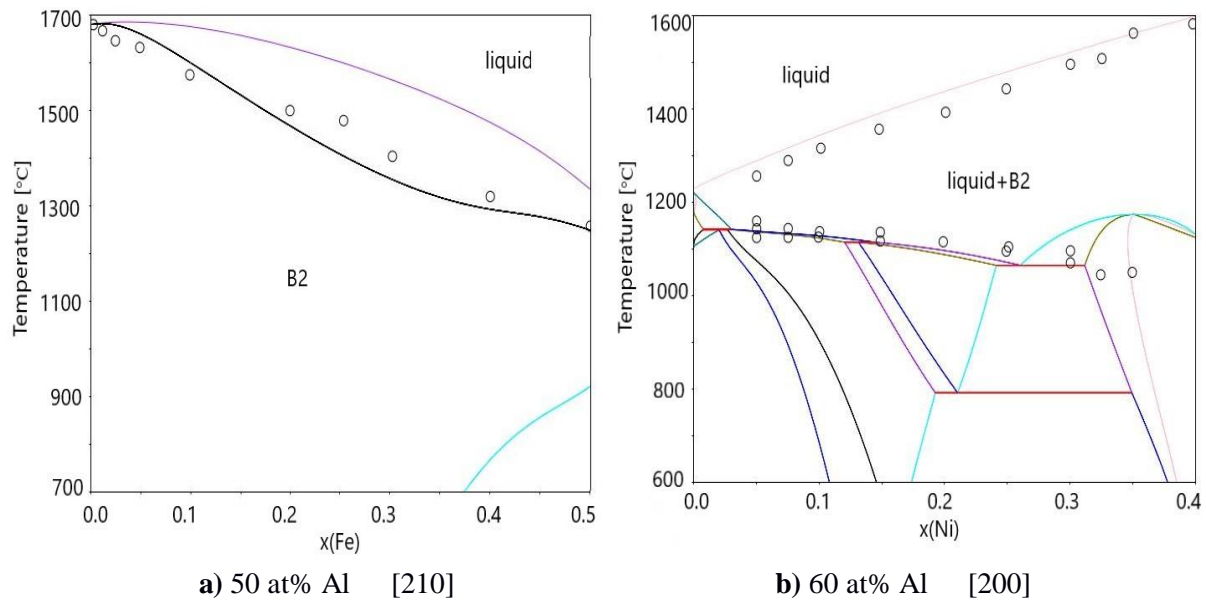 1700
1500
1300
1100
900
700
Temperature [°C]
liquid
B2
0.0 0.1 0.2 0.3 0.4 0.5
x(Fe)
a) 50 at% Al [210]
1600
1400
1200
1000
800
600
Temperature [°C]
liquid
liquid+B2
0.0 0.1 0.2 0.3 0.4
x(Ni)
b) 60 at% Al [200]